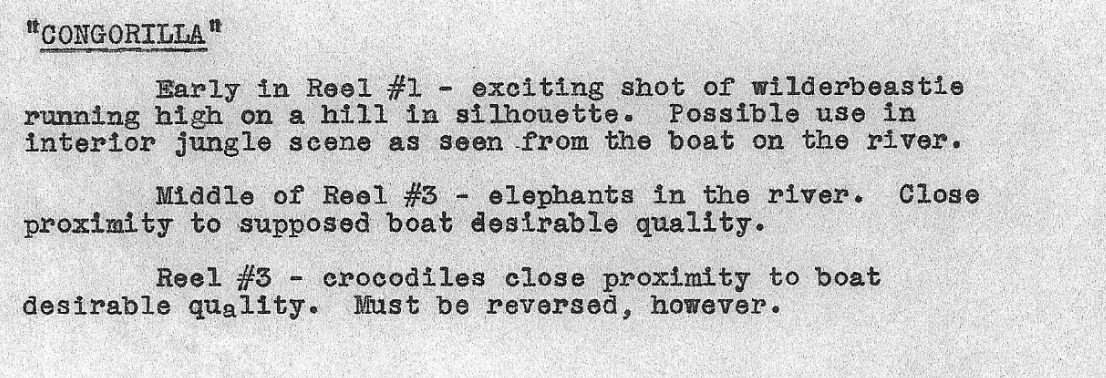 "CONGORILLA"
Early in Reel #1 - exciting shot of wilderbeastie
running high on a hill in silhouette. Possible use in
interior jungle scene as seen from the boat on the river.
Middle of Reel #3 - elephants in the river. Close
proximity to supposed boat desirable quality.
Reel #3 - crocodiles close proximity to boat
desirable quality. Must be reversed, however.